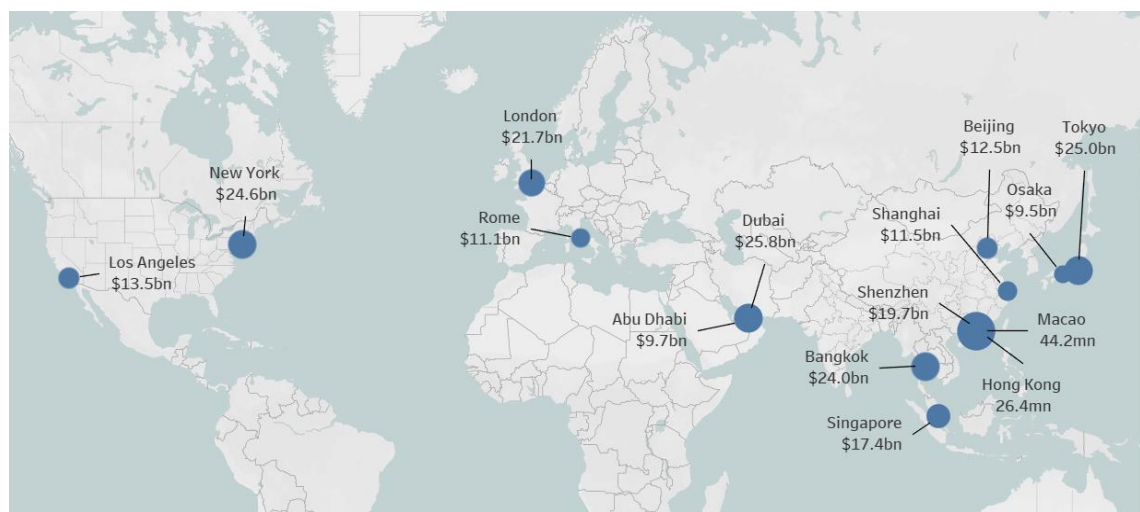 London
$21.7bn
Beijing
$12.5bn
Tokyo
$25.0bn
New York
$24.6bn
Osaka
$9.5bn
Rome
$11.1bn
Dubai
$25.8bn
Shanghai
$11.5bn
Los Angeles
$13.5bn
Shenzhen
$19.7bn
Abu Dhabi
$9.7bn
Macao
44.2mn
Bangkok
$24.0bn
Hong Kong
26.4mn
Singapore
$17.4bn